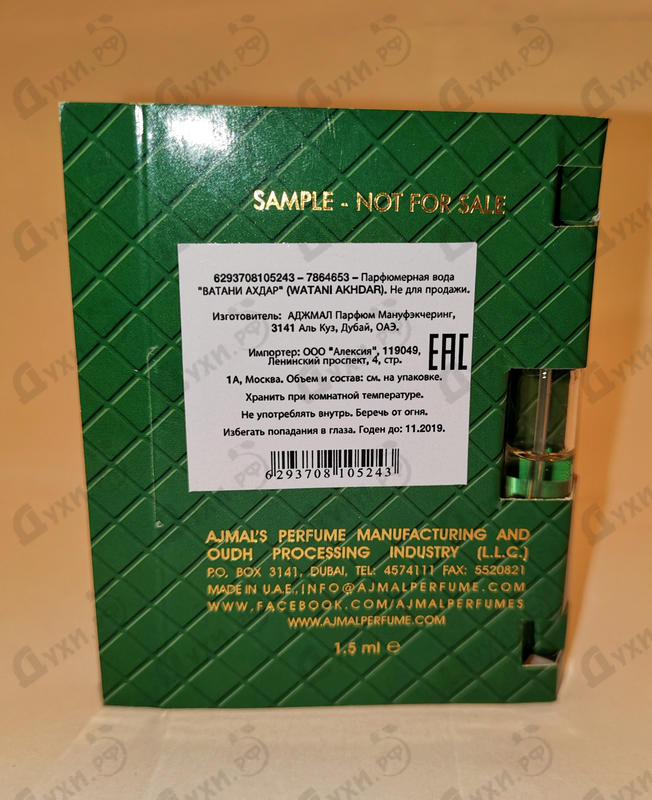 SAMPLE - NOT FOR SALE
6293708105243 – 7864653 – Парфюмерная вода
"ВАТАНИ АХДАР" (WATANI AKHDAR). Не для продажи.
Изготовитель: АДЖМАЛ Парфюм Мануфэкчеринг,
3141 Аль Куз, Дубай, ОАЭ.
Импортер: ООО "Алексия", 119049,
Ленинский проспект, 4, стр.
EAC
1А, Москва. Объем и состав: см. на упаковке.
Хранить при комнатной температуре.
Не употреблять внутрь. Беречь от огня.
Избегать попадания в глаза. Годен до: 11.2019.
6293708105243
AJMAL'S PERFUME MANUFACTURING AND
OUDH PROCESSING INDUSTRY (L.L.C.)
P.O. BOX 3141, DUBAI, TEL: 4574111 FAX: 5520821
MADE IN U.A.E., INFO@AJMALPERFUME.COM
WWW.FACEBOOK.COM/AJMALPERFUMES
WWW.AJMALPERFUME.COM
1.5 ml ℮
Духи.рф